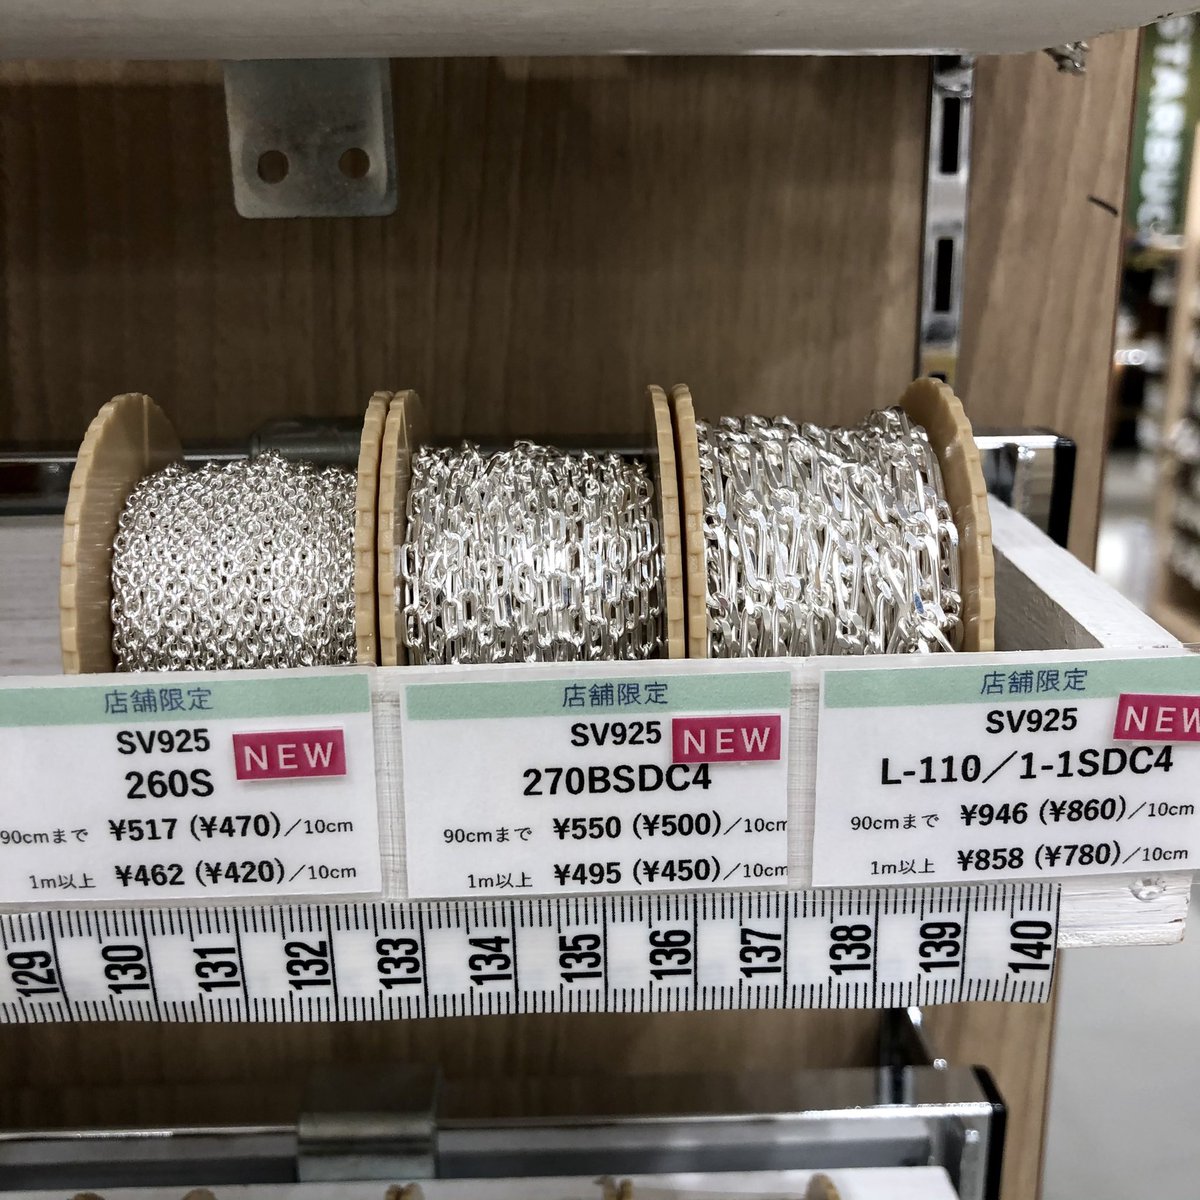 STARBUC
店舗限定
SV925
NEW
260S
90cmまで ¥517 (¥470)/10cm
1m以上 ¥462 (¥420)/10cm
店舗限定
SV925
NEW
270BSDC4
90cmまで ¥550 (¥500)/10cm
1m以上 ¥495 (¥450)/10cm
店舗限定
SV925
NEW
L-110/1-1SDC4
90cmまで ¥946 (¥860)/10cm
1m以上 ¥858 (¥780)/10cm
129 130 131 132 133 134 135 136 137 138 139 140